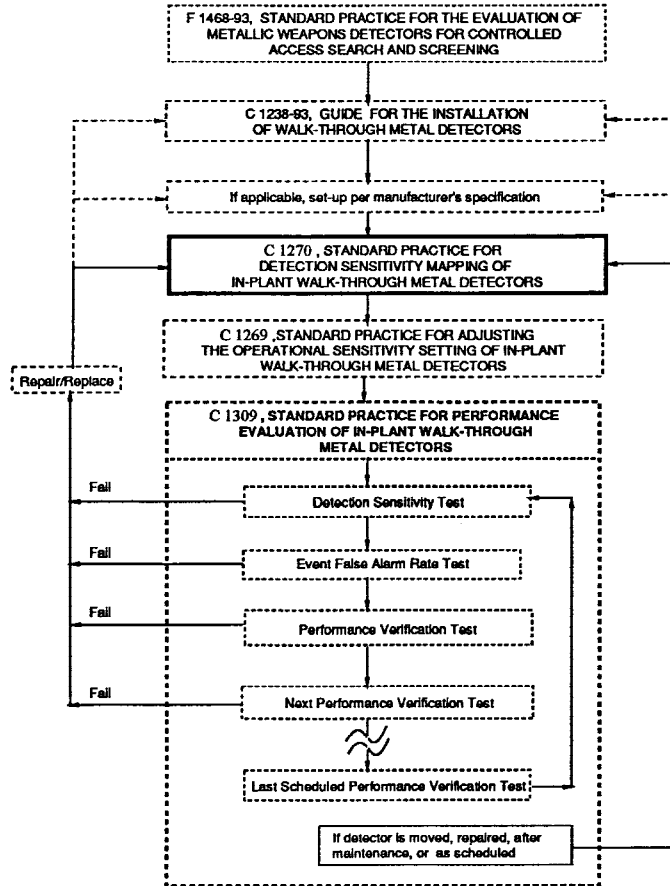 F 1468-93, STANDARD PRACTICE FOR THE EVALUATION OF
METALLIC WEAPONS DETECTORS FOR CONTROLLED
ACCESS SEARCH AND SCREENING
C 1238-93, GUIDE FOR THE INSTALLATION
OF WALK-THROUGH METAL DETECTORS
If applicable, set-up per manufacturer's specification
C 1270 , STANDARD PRACTICE FOR
DETECTION SENSITIVITY MAPPING OF
IN-PLANT WALK-THROUGH METAL DETECTORS
C 1269 ,STANDARD PRACTICE FOR ADJUSTING
THE OPERATIONAL SENSITIVITY SETTING OF IN-PLANT
WALK-THROUGH METAL DETECTORS
Repair/Replace
C 1309 , STANDARD PRACTICE FOR PERFORMANCE
EVALUATION OF IN-PLANT WALK-THROUGH
METAL DETECTORS
Fail
Detection Sensitivity Test
Fail
Event False Alarm Rate Test
Fail
Performance Verification Test
Fail
Next Performance Verification Test
Last Scheduled Performance Verification Test
If detector is moved, repaired, after
maintenance, or as scheduled